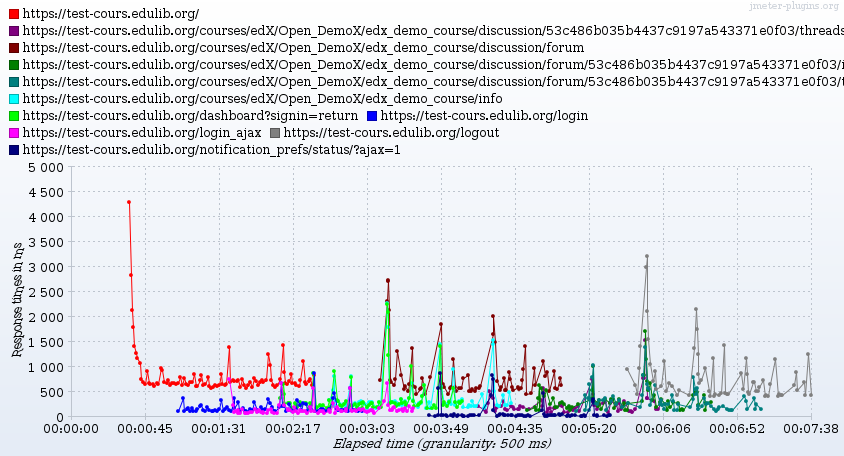 jmeter-plugins.org
https://test-cours.edulib.org/
https://test-cours.edulib.org/courses/edX/Open_DemoX/edx_demo_course/discussion/53c486b035b4437c9197a543371e0f03/threads
https://test-cours.edulib.org/courses/edX/Open_DemoX/edx_demo_course/discussion/forum
https://test-cours.edulib.org/courses/edX/Open_DemoX/edx_demo_course/discussion/forum/53c486b035b4437c9197a543371e0f03/i
https://test-cours.edulib.org/courses/edX/Open_DemoX/edx_demo_course/discussion/forum/53c486b035b4437c9197a543371e0f03/t
https://test-cours.edulib.org/courses/edX/Open_DemoX/edx_demo_course/info
https://test-cours.edulib.org/dashboard?signin=return https://test-cours.edulib.org/login
https://test-cours.edulib.org/login_ajax https://test-cours.edulib.org/logout
https://test-cours.edulib.org/notification_prefs/status/?ajax=1
5 000
4 500
4 000
3 500
3 000
2 500
2 000
1 500
1 000
500
0
Response times in ms
00:00:00 00:00:45 00:01:31 00:02:17 00:03:03 00:03:49 00:04:35 00:05:20 00:06:06 00:06:52 00:07:38
Elapsed time (granularity: 500 ms)